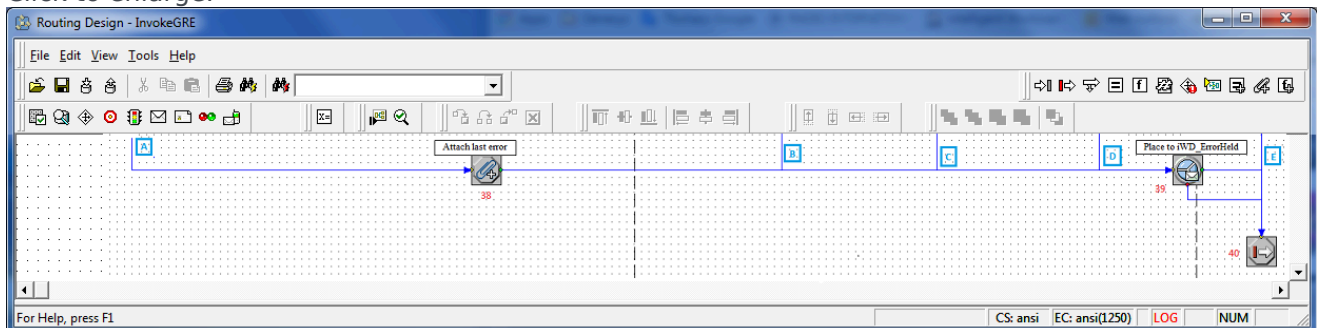 Click to enlarge.
Routing Design - InvokeGRE
File Edit View Tools Help
A
Attach last error
B
C
D
Place to iWD_ErrorHeld
E
38
39
40
For Help, press F1
CS: ansi
EC: ansi(1250)
LOG
NUM